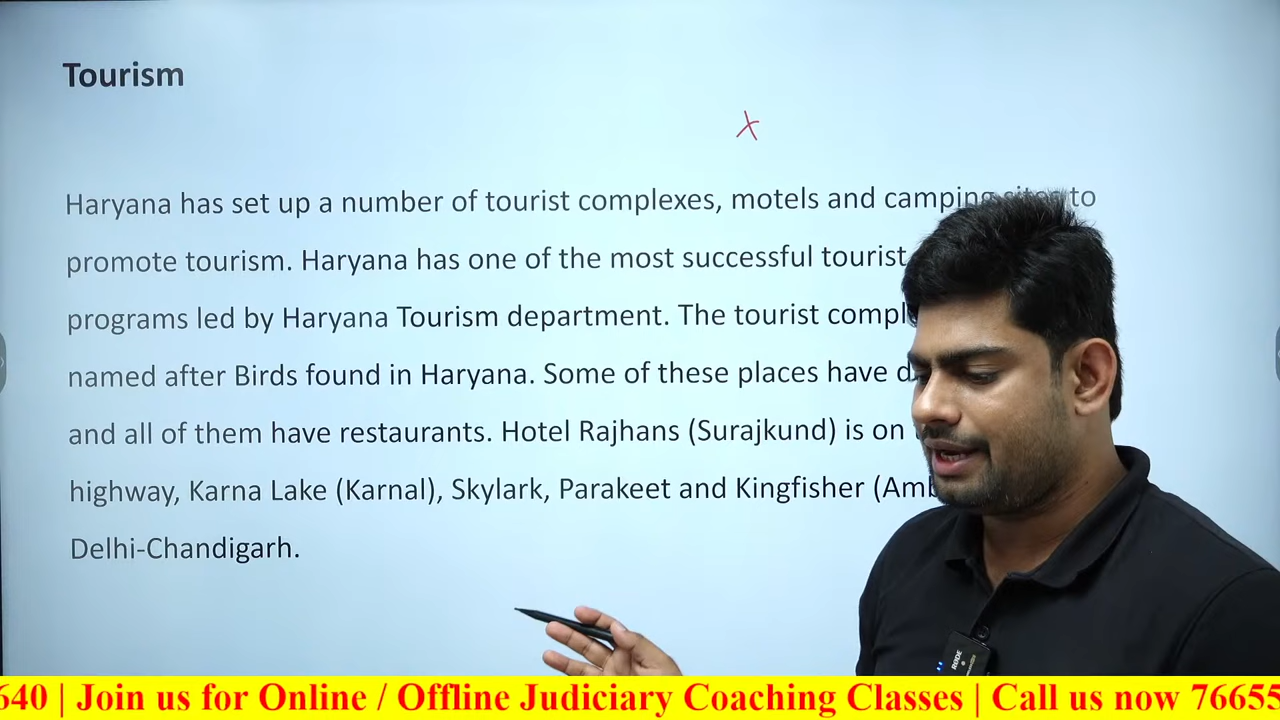 Tourism
x
Haryana has set up a number of tourist complexes, motels and camping sites to
promote tourism. Haryana has one of the most successful tourist
programs led by Haryana Tourism department. The tourist
named after Birds found in Haryana. Some of these places have
and all of them have restaurants. Hotel Rajhans (Surajkund) is on
highway, Karna Lake (Karnal), Skylark, Parakeet and Kingfisher
Delhi-Chandigarh.
RØDE
640 | Join us for Online / Offline Judiciary Coaching Classes | Call us now 76655